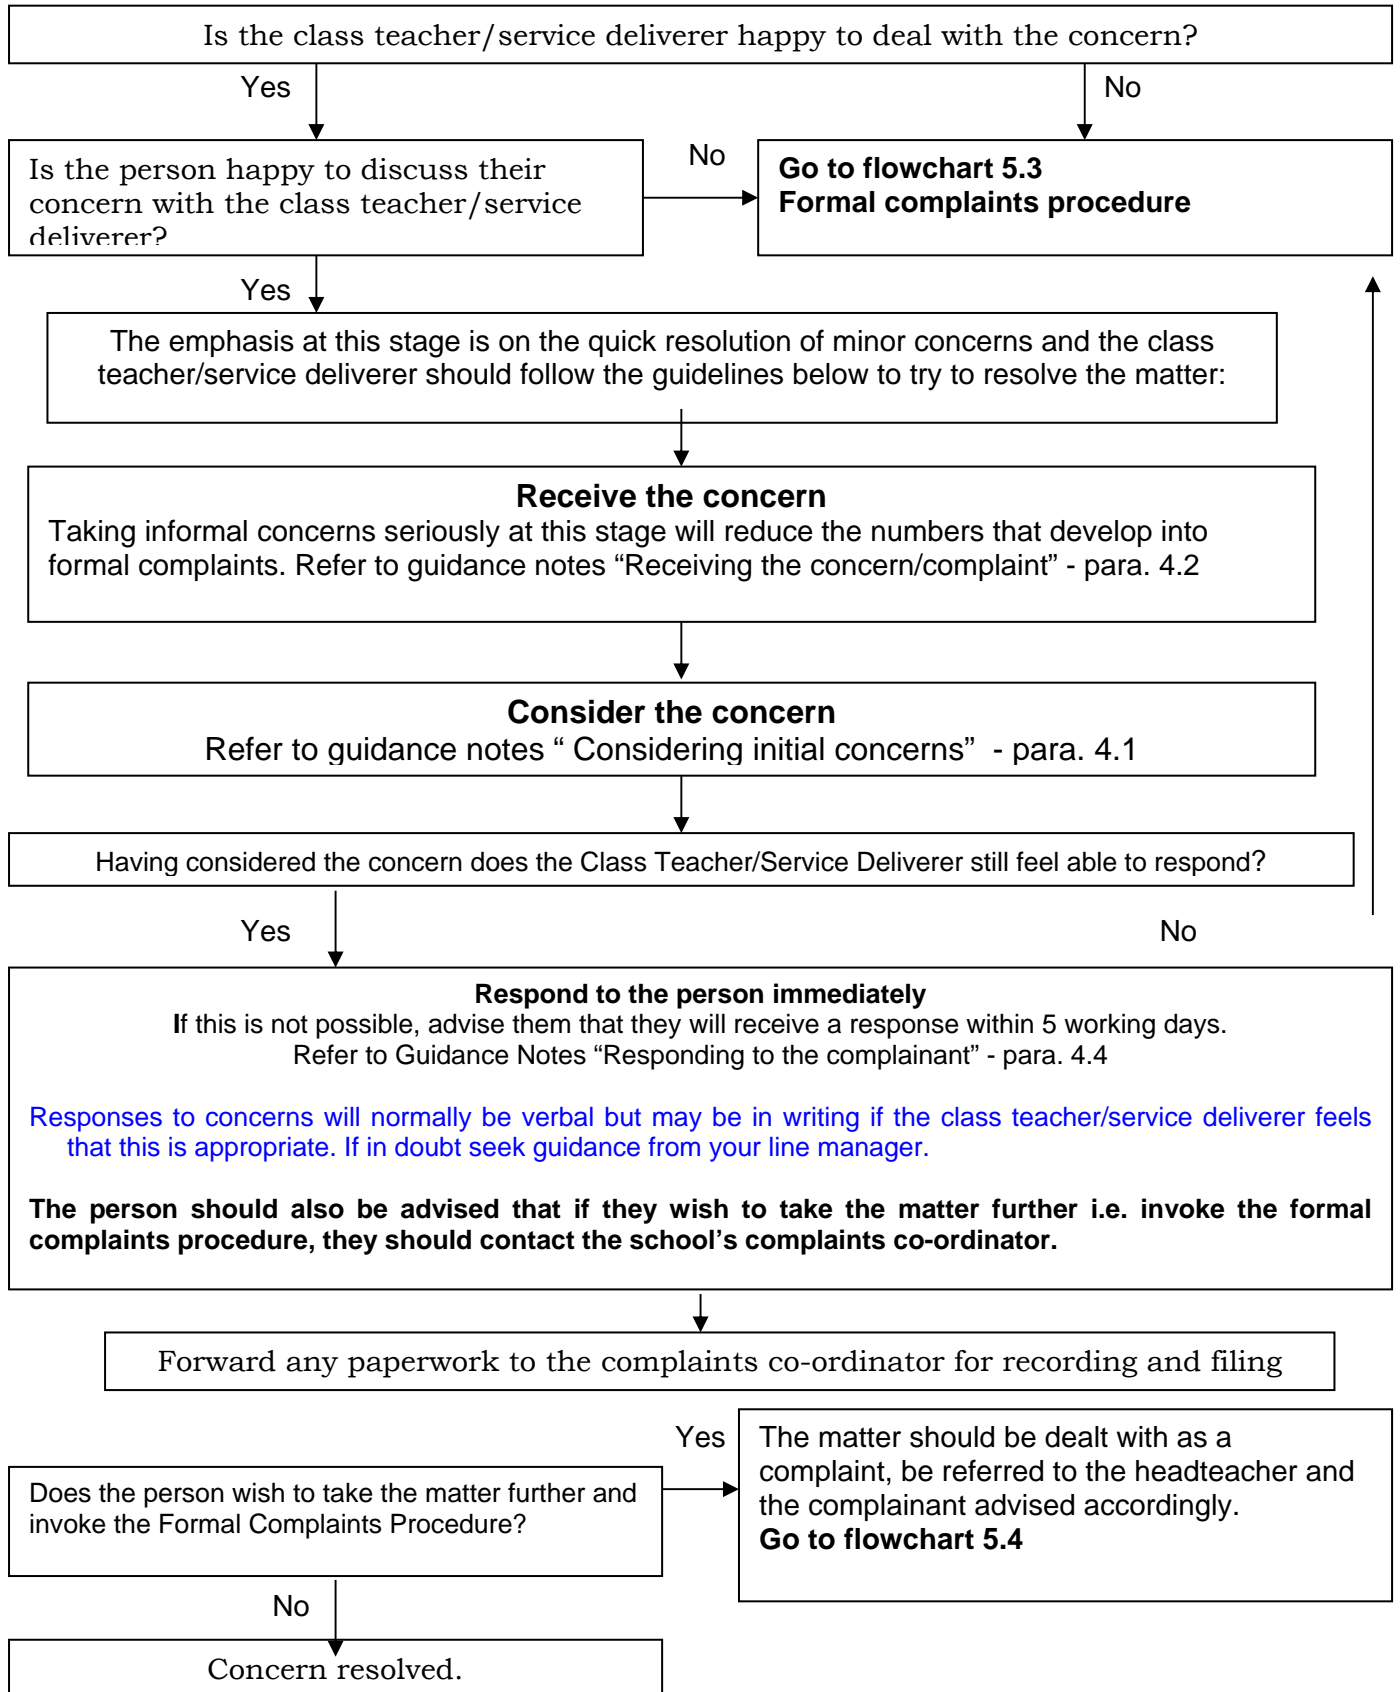 Is the class teacher/service deliverer happy to deal with the concern?
Yes
No
Is the person happy to discuss their
concern with the class teacher/service
deliverer?
No
Go to flowchart 5.3
Formal complaints procedure
Yes
The emphasis at this stage is on the quick resolution of minor concerns and the class
teacher/service deliverer should follow the guidelines below to try to resolve the matter:
Receive the concern
Taking informal concerns seriously at this stage will reduce the numbers that develop into
formal complaints. Refer to guidance notes “Receiving the concern/complaint” - para. 4.2
Consider the concern
Refer to guidance notes “ Considering initial concerns” - para. 4.1
Having considered the concern does the Class Teacher/Service Deliverer still feel able to respond?
Yes
No
Respond to the person immediately
If this is not possible, advise them that they will receive a response within 5 working days.
Refer to Guidance Notes “Responding to the complainant” - para. 4.4
Responses to concerns will normally be verbal but may be in writing if the class teacher/service deliverer feels
that this is appropriate. If in doubt seek guidance from your line manager.
The person should also be advised that if they wish to take the matter further i.e. invoke the formal
complaints procedure, they should contact the school’s complaints co-ordinator.
Forward any paperwork to the complaints co-ordinator for recording and filing
Does the person wish to take the matter further and
invoke the Formal Complaints Procedure?
Yes
The matter should be dealt with as a
complaint, be referred to the headteacher and
the complainant advised accordingly.
Go to flowchart 5.4
No
Concern resolved.